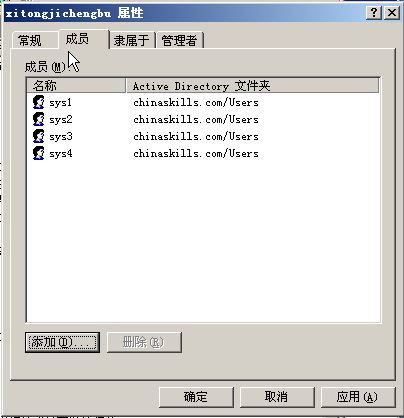 xitongjichengbu 属性
常规 成员 隶属于 管理者
成员(M):
名称 Active Directory 文件夹
sys1 chinaskills.com/Users
sys2 chinaskills.com/Users
sys3 chinaskills.com/Users
sys4 chinaskills.com/Users
添加(D)... 删除(R)
确定 取消 应用(A)